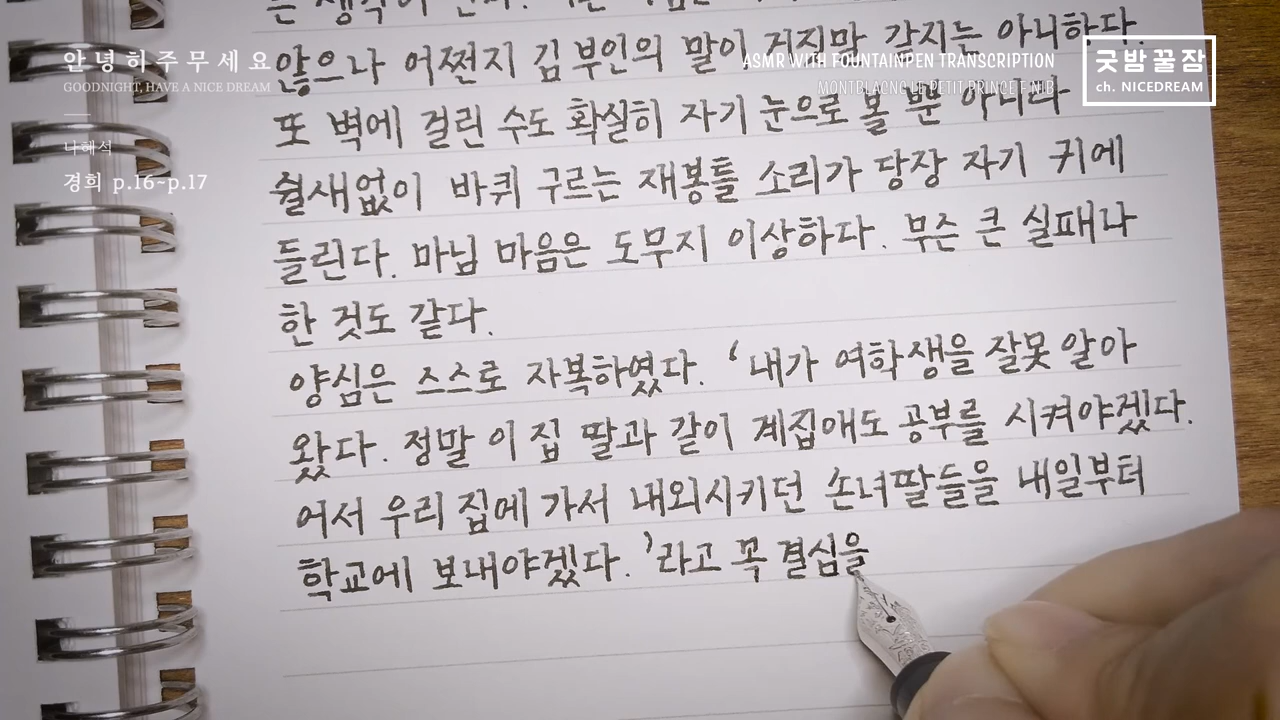 안녕히주무세요
GOODNIGHT, HAVE A NICE DREAM
나혜석
경희 p.16~p.17
ASMR WITH FOUNTAINPEN TRANSCRIPTION
MONTBLACNC LE PETIT PRINCE F NIB
굿밤꿀잠
ch. NICEDREAM
는 생각이
않으나 어쩐지 김 부인의 말이 거짓말 같지는 아니하다.
또 벽에 걸린 수도 확실히 자기 눈으로 볼 뿐 아니라
쉴새없이 바퀴 구르는 재봉틀 소리가 당장 자기 귀에
들린다. 마님 마음은 도무지 이상하다. 무슨 큰 실패나
한 것도 같다.
양심은 스스로 자복하였다. ‘내가 여학생을 잘못 알아
왔다. 정말 이 집 딸과 같이 계집애도 공부를 시켜야겠다.
어서 우리 집에 가서 내외시키던 손녀딸들을 내일부터
학교에 보내야겠다.’라고 꼭 결심을